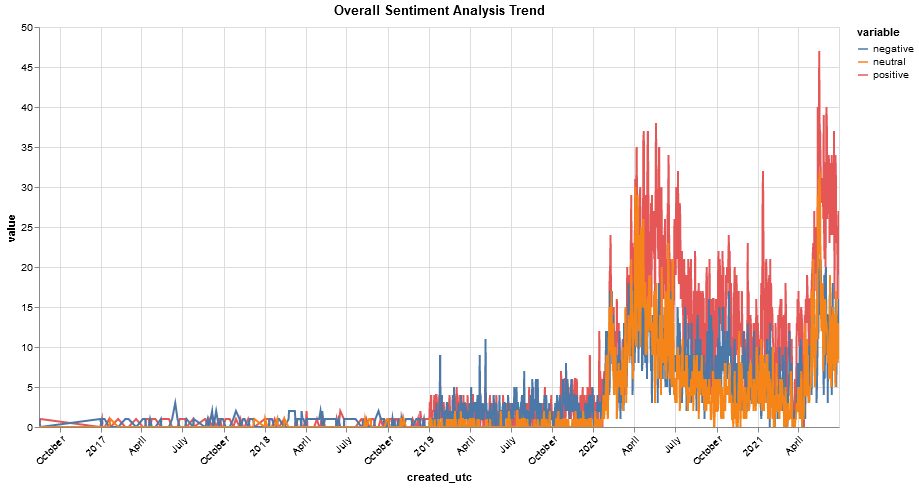 Overall Sentiment Analysis Trend
50
45
40
35
30
25
20
15
10
5
0
value
October
2017
April
July
October
2018
April
July
October
2019
April
July
October
2020
April
July
October
2021
April
created_utc
variable
negative
neutral
positive